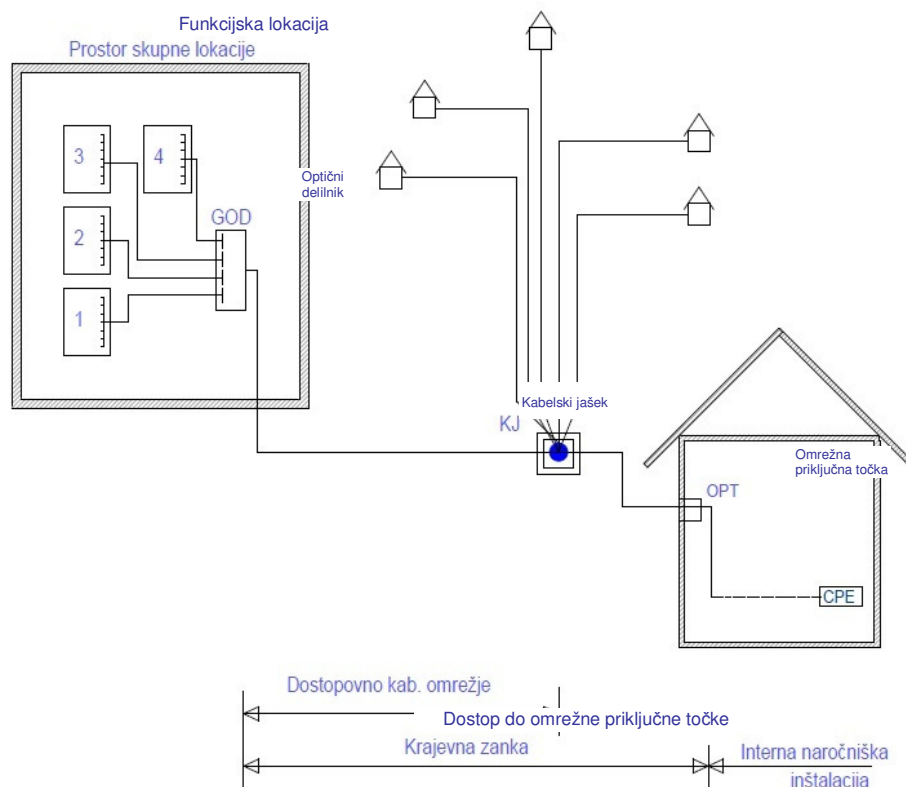 Funkcijska lokacija
Prostor skupne lokacije
3
4
Optični
delilnik
GOD
2
1
Kabelski jašek
KJ
Omrežna
priključna točka
OPT
CPE
Dostopovno kab. omrežje
Dostop do omrežne priključne točke
Krajevna zanka
Interna naročniška
inštalacija